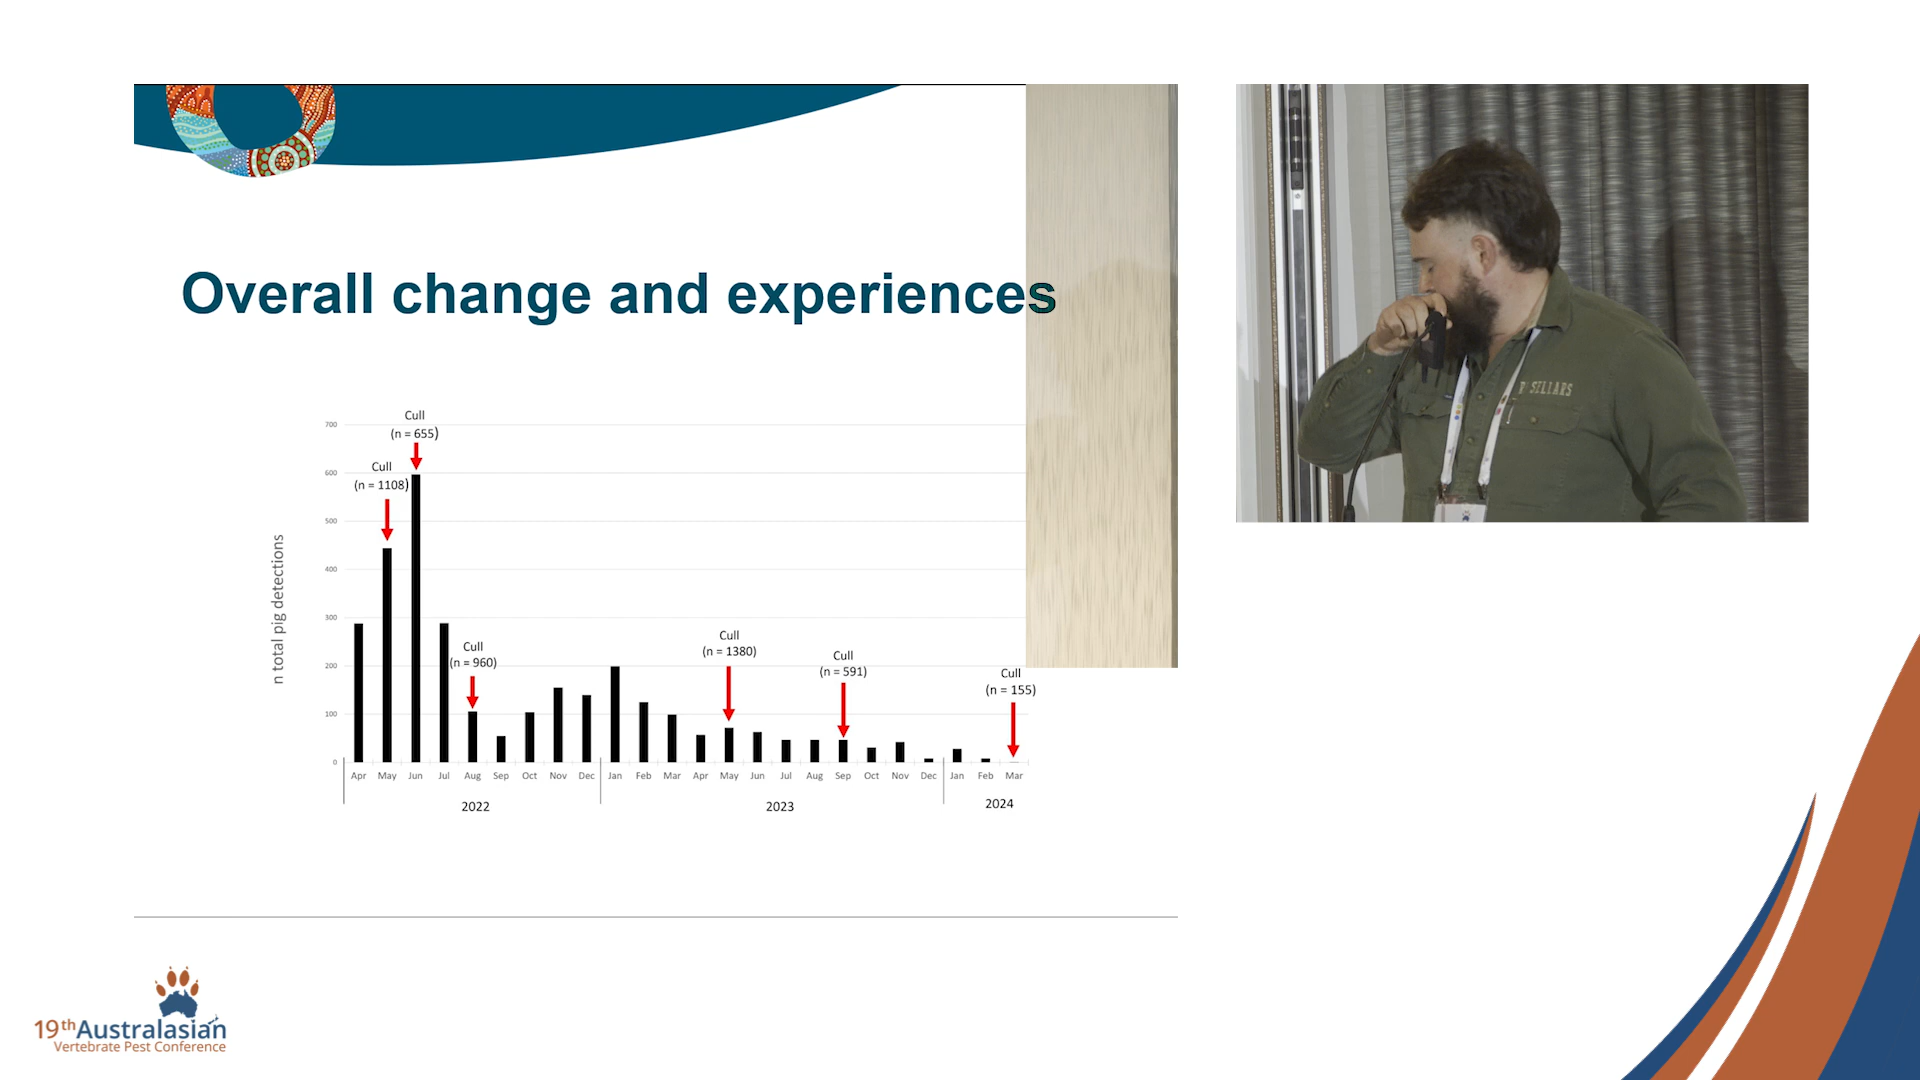 Overall change and experiences
n total pig detections
700
600
500
400
300
200
100
0
Cull
(n = 1108)
Cull
(n = 655)
Cull
(n = 960)
Cull
(n = 1380)
Cull
(n = 591)
Cull
(n = 155)
Apr May Jun Jul Aug Sep Oct Nov Dec Jan Feb Mar Apr May Jun Jul Aug Sep Oct Nov Dec Jan Feb Mar
2022 2023 2024
SELLARS
19th Australasian
Vertebrate Pest Conference